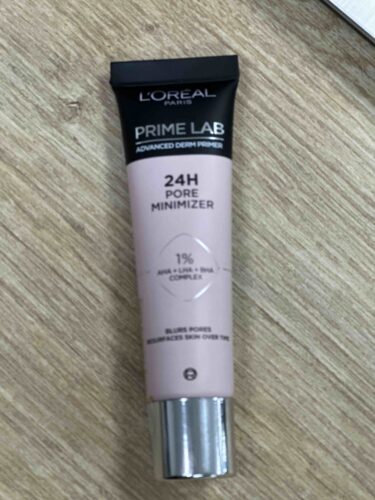 L'ORÉAL
PARIS
PRIME LAB
ADVANCED DERM PRIMER
24H
PORE
MINIMIZER
1%
AHA + LHA + BHA
COMPLEX
BLURS PORES
RESURFACES SKIN OVER TIME